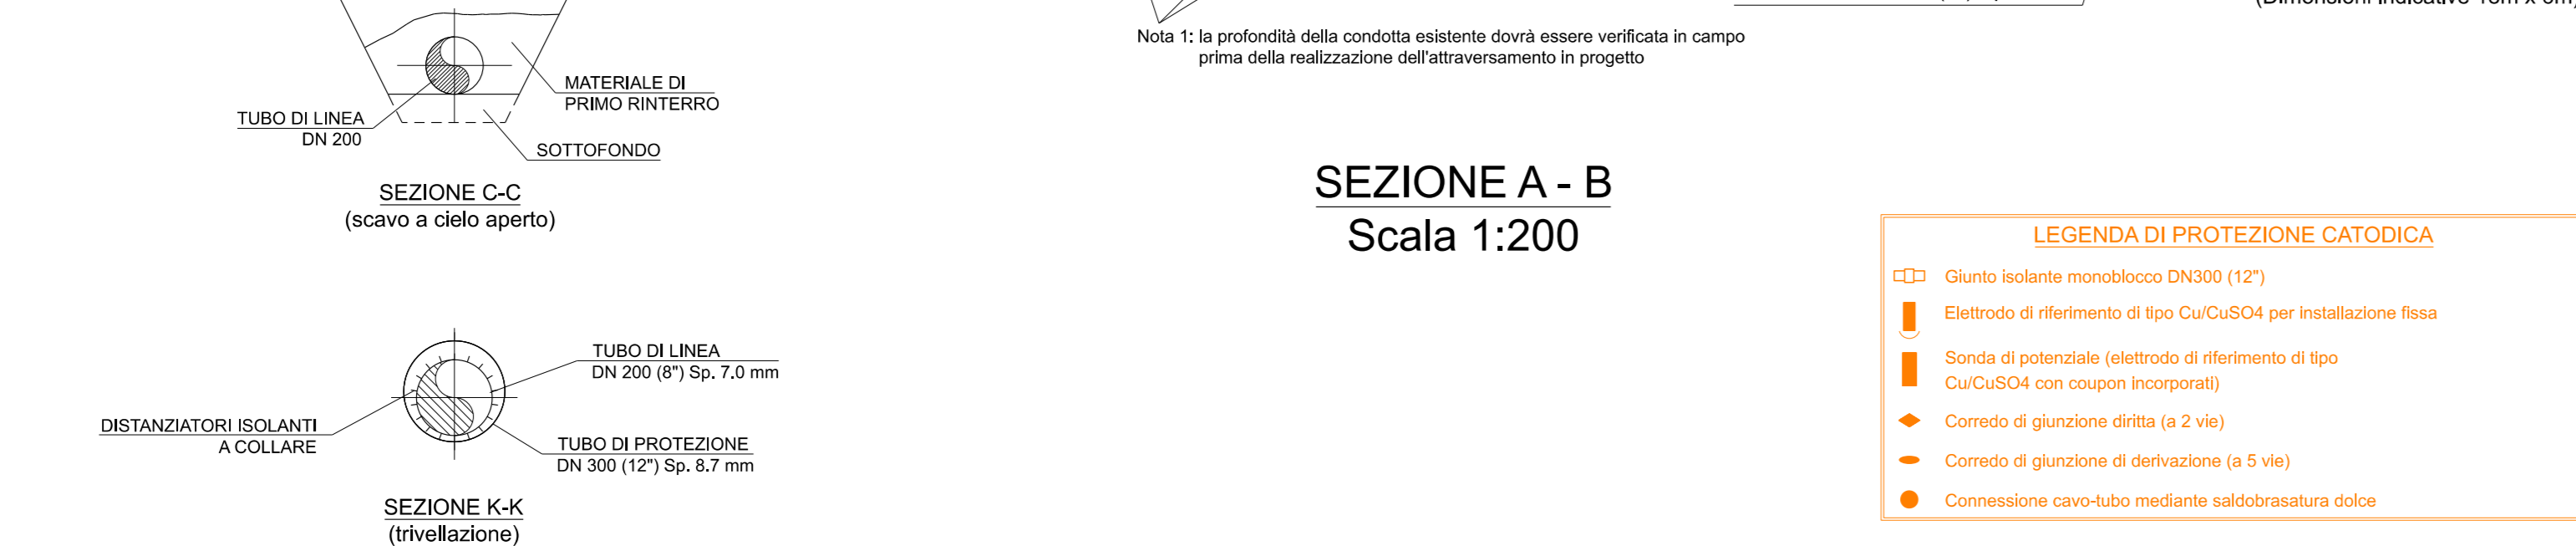 MATERIALE DI
PRIMO RINTERRO
TUBO DI LINEA
DN 200
SOTTOFONDO
SEZIONE C-C
(scavo a cielo aperto)
TUBO DI LINEA
DN 200 (8") Sp. 7.0 mm
DISTANZIATORI ISOLANTI
A COLLARE
TUBO DI PROTEZIONE
DN 300 (12") Sp. 8.7 mm
SEZIONE K-K
(trivellazione)
Nota 1: la profondità della condotta esistente dovrà essere verificata in campo
prima della realizzazione dell'attraversamento in progetto
SEZIONE A - B
Scala 1:200
LEGENDA DI PROTEZIONE CATODICA
Giunto isolante monoblocco DN300 (12")
Elettrodo di riferimento di tipo Cu/CuSO4 per installazione fissa
Sonda di potenziale (elettrodo di riferimento di tipo
Cu/CuSO4 con coupon incorporati)
Corredo di giunzione diritta (a 2 vie)
Corredo di giunzione di derivazione (a 5 vie)
Connessione cavo-tubo mediante saldobrasatura dolce